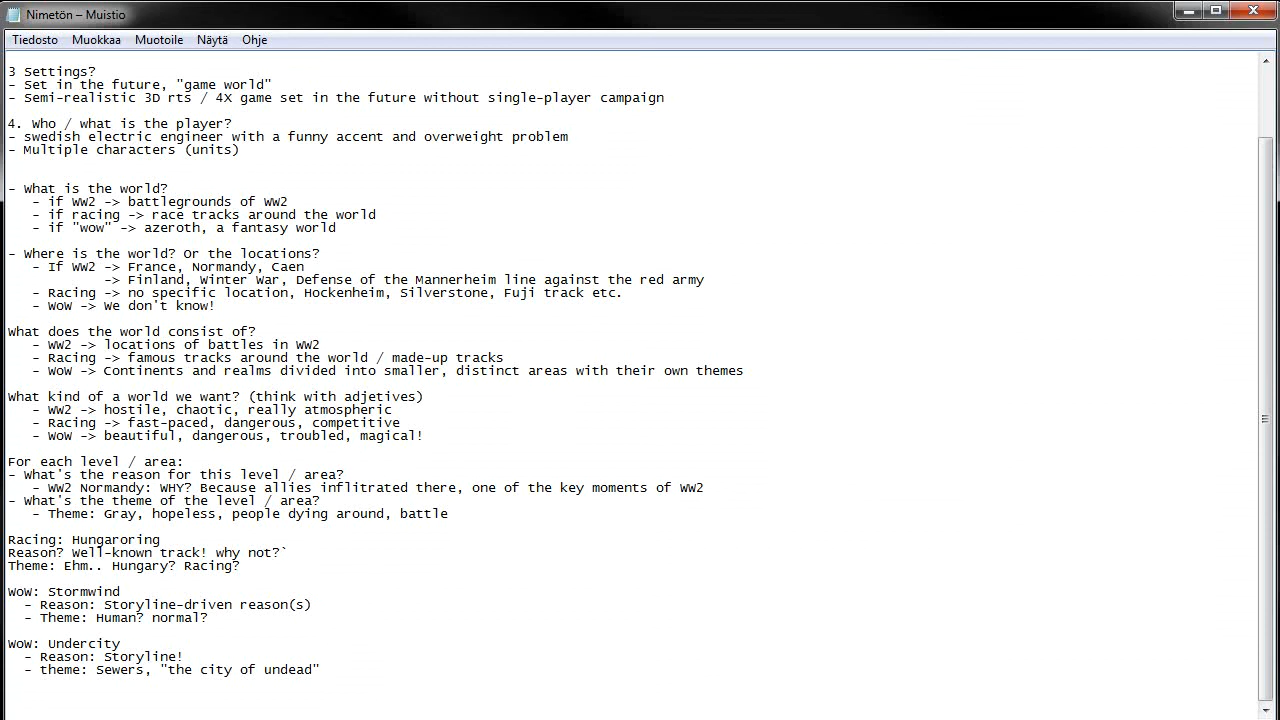 Nimetön – Muistio
Tiedosto Muokkaa Muotoile Näytä Ohje
3 Settings?
- Set in the future, "game world"
- Semi-realistic 3D rts / 4X game set in the future without single-player campaign
4. Who / what is the player?
- swedish electric engineer with a funny accent and overweight problem
- Multiple characters (units)
- What is the world?
- if WW2 -> battlegrounds of WW2
- if racing -> race tracks around the world
- if "wow" -> azeroth, a fantasy world
- Where is the world? Or the locations?
- If WW2 -> France, Normandy, Caen
-> Finland, Winter War, Defense of the Mannerheim line against the red army
- Racing -> no specific location, Hockenheim, Silverstone, Fuji track etc.
- WoW -> We don't know!
What does the world consist of?
- WW2 -> locations of battles in WW2
- Racing -> famous tracks around the world / made-up tracks
- WoW -> Continents and realms divided into smaller, distinct areas with their own themes
What kind of a world we want? (think with adjetives)
- WW2 -> hostile, chaotic, really atmospheric
- Racing -> fast-paced, dangerous, competitive
- WoW -> beautiful, dangerous, troubled, magical!
For each level / area:
- What's the reason for this level / area?
- WW2 Normandy: WHY? Because allies inflitrated there, one of the key moments of WW2
- What's the theme of the level / area?
- Theme: Gray, hopeless, people dying around, battle
Racing: Hungaroring
Reason? Well-known track! why not?`
Theme: Ehm.. Hungary? Racing?
WoW: Stormwind
- Reason: Storyline-driven reason(s)
- Theme: Human? normal?
WoW: Undercity
- Reason: Storyline!
- theme: Sewers, "the city of undead"